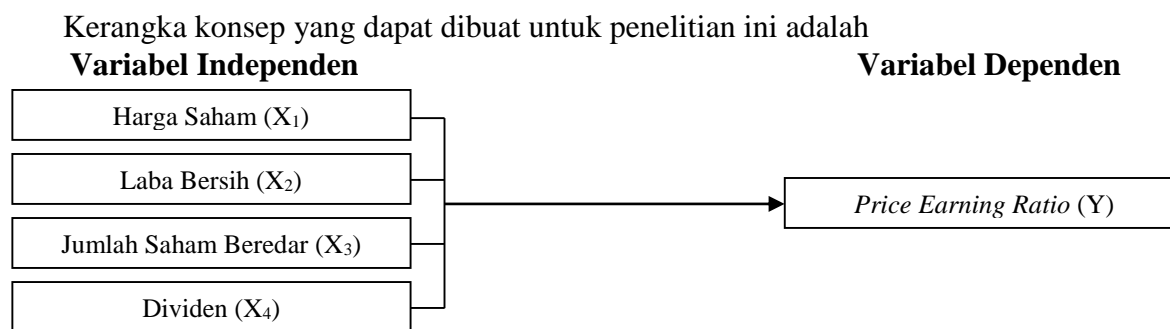 Kerangka konsep yang dapat dibuat untuk penelitian ini adalah
Variabel Independen
Variabel Dependen
Harga Saham (X₁)
Laba Bersih (X₂)
Jumlah Saham Beredar (X₃)
Dividen (X₄)
Price Earning Ratio (Y)